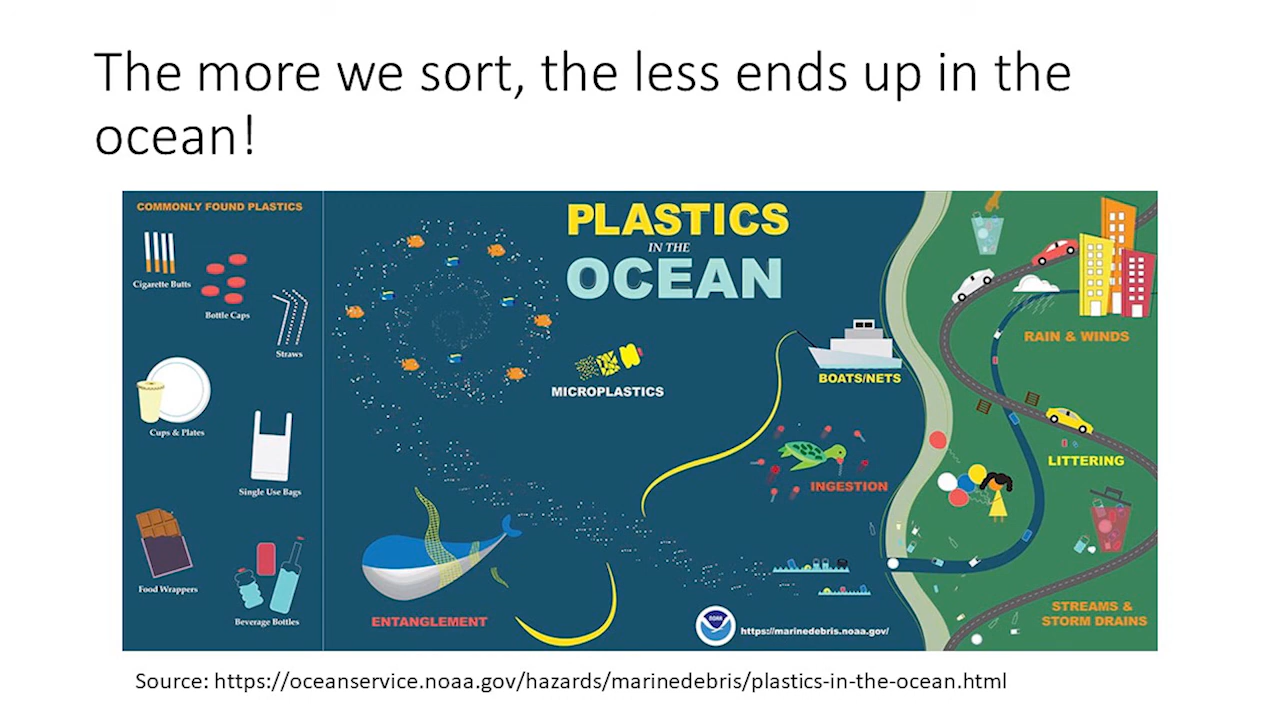 The more we sort, the less ends up in the
ocean!
COMMONLY FOUND PLASTICS
Cigarette Butts
Bottle Caps
Straws
Cups & Plates
Single Use Bags
Food Wrappers
Beverage Bottles
PLASTICS
IN THE
OCEAN
MICROPLASTICS
BOATS/NETS
INGESTION
ENTANGLEMENT
NOAA
https://marinedebris.noaa.gov/
RAIN & WINDS
LITTERING
STREAMS &
STORM DRAINS
Source: https://oceanservice.noaa.gov/hazards/marinedebris/plastics-in-the-ocean.html